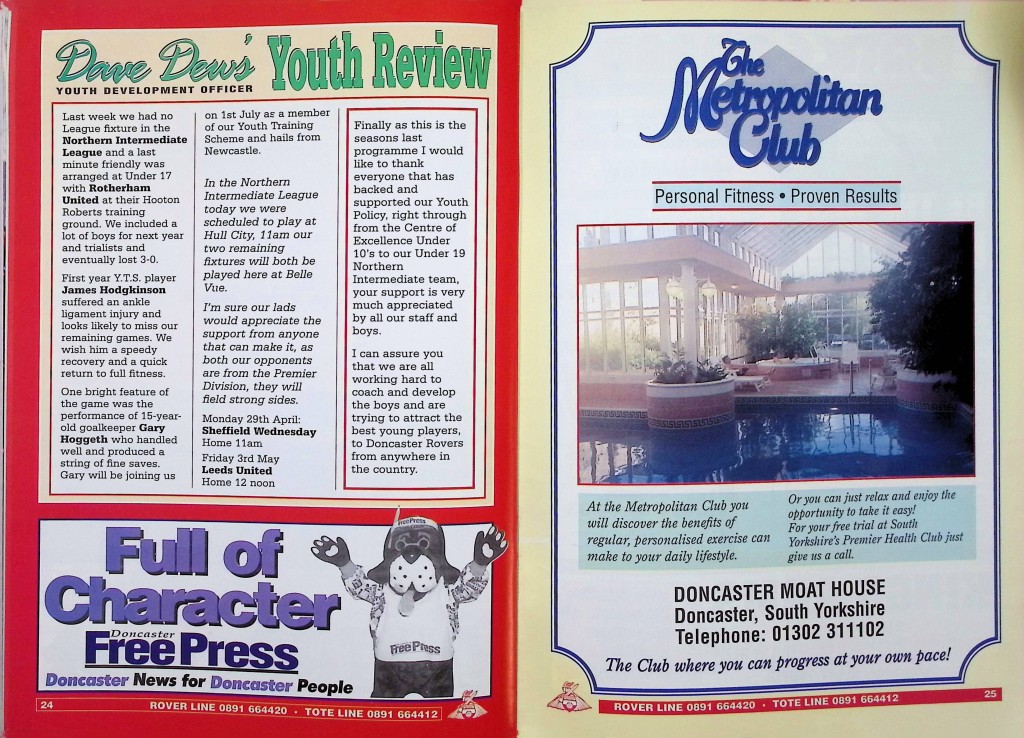 Dave Dews' Youth Review
YOUTH DEVELOPMENT OFFICER
Last week we had no
League fixture in the
Northern Intermediate
League and a last
minute friendly was
arranged at Under 17
with Rotherham
United at their Hooton
Roberts training
ground. We included a
lot of boys for next year
and trialists and
eventually lost 3-0.
First year Y.T.S. player
James Hodgkinson
suffered an ankle
ligament injury and
looks likely to miss our
remaining games. We
wish him a speedy
recovery and a quick
return to full fitness.
One bright feature of
the game was the
performance of 15-year-
old goalkeeper Gary
Hoggeth who handled
well and produced a
string of fine saves.
Gary will be joining us
on 1st July as a member
of our Youth Training
Scheme and hails from
Newcastle.
In the Northern
Intermediate League
today we were
scheduled to play at
Hull City, 11am our
two remaining
fixtures will both be
played here at Belle
Vue.
I'm sure our lads
would appreciate the
support from anyone
that can make it, as
both our opponents
are from the Premier
Division, they will
field strong sides.
Monday 29th April:
Sheffield Wednesday
Home 11am
Friday 3rd May
Leeds United
Home 12 noon
Finally as this is the
seasons last
programme I would
like to thank
everyone that has
backed and
supported our Youth
Policy, right through
from the Centre of
Excellence Under
10's to our Under 19
Northern
Intermediate team,
your support is very
much appreciated
by all our staff and
boys.
I can assure you
that we are all
working hard to
coach and develop
the boys and are
trying to attract the
best young players,
to Doncaster Rovers
from anywhere in
the country.
Full of
Character
Doncaster
Free Press
Doncaster News for Doncaster People
FreePress
FreePress
24
ROVER LINE 0891 664420 · TOTE LINE 0891 664412
The
Metropolitan
Club
Personal Fitness • Proven Results
At the Metropolitan Club you
will discover the benefits of
regular, personalised exercise can
make to your daily lifestyle.
Or you can just relax and enjoy the
opportunity to take it easy!
For your free trial at South
Yorkshire's Premier Health Club just
give us a call.
DONCASTER MOAT HOUSE
Doncaster, South Yorkshire
Telephone: 01302 311102
The Club where you can progress at your own pace!
ROVER LINE 0891 664420 · TOTE LINE 0891 664412
25